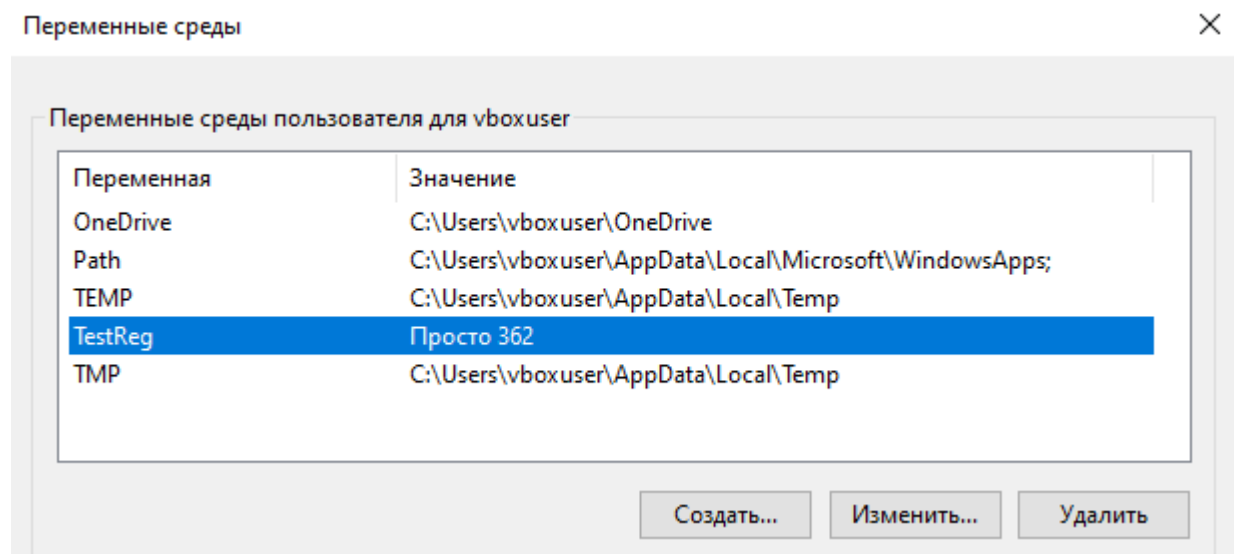 Переменные среды
Переменные среды пользователя для vboxuser
Переменная Значение
OneDrive C:\Users\vboxuser\OneDrive
Path C:\Users\vboxuser\AppData\Local\Microsoft\WindowsApps;
TEMP C:\Users\vboxuser\AppData\Local\Temp
TestReg Просто 362
TMP C:\Users\vboxuser\AppData\Local\Temp
Создать... Изменить... Удалить